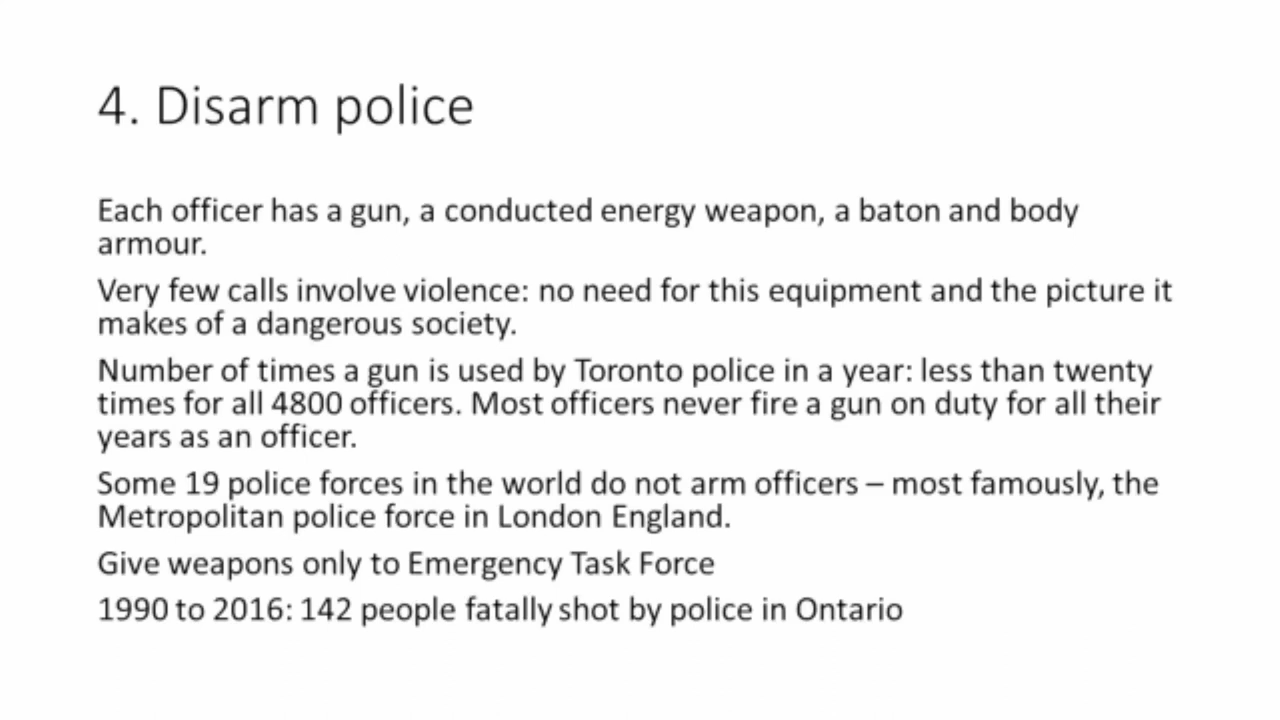 4. Disarm police
Each officer has a gun, a conducted energy weapon, a baton and body
armour.
Very few calls involve violence: no need for this equipment and the picture it
makes of a dangerous society.
Number of times a gun is used by Toronto police in a year: less than twenty
times for all 4800 officers. Most officers never fire a gun on duty for all their
years as an officer.
Some 19 police forces in the world do not arm officers – most famously, the
Metropolitan police force in London England.
Give weapons only to Emergency Task Force
1990 to 2016: 142 people fatally shot by police in Ontario